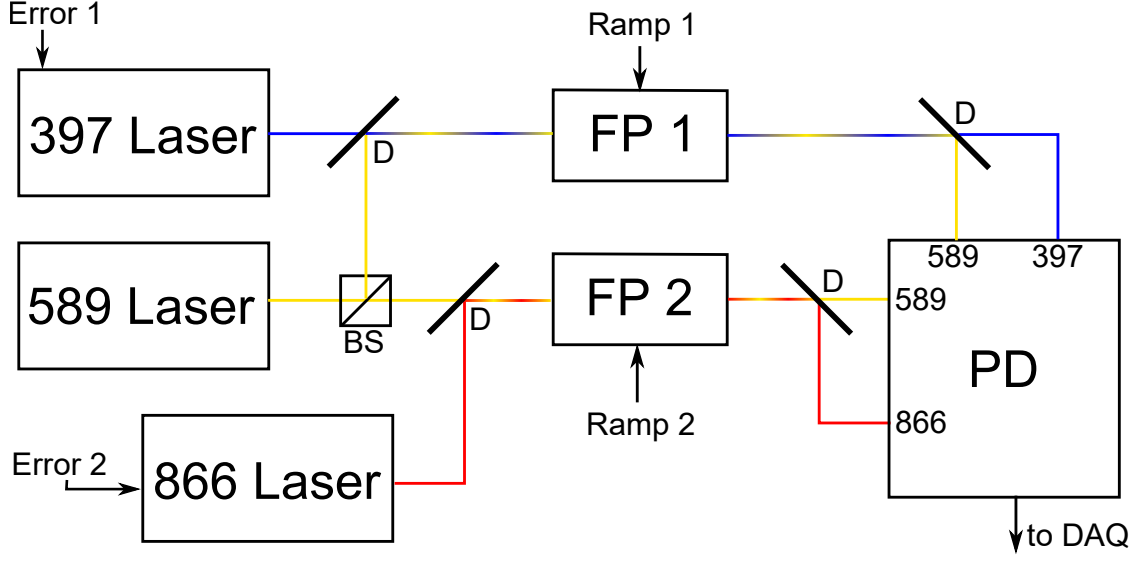 Error 1
Ramp 1
397 Laser
FP 1
D
D
589 397
589 Laser
FP 2
D
589
BS
D
PD
Ramp 2
866
Error 2
866 Laser
to DAQ